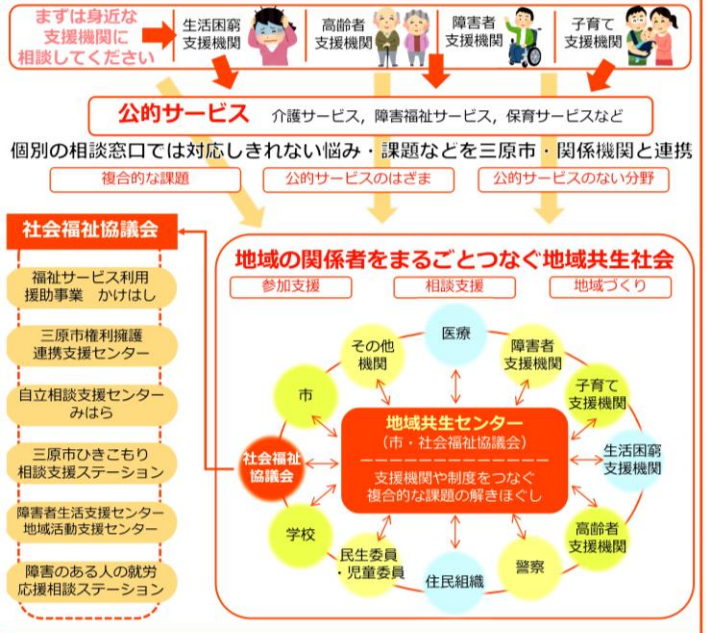 まずは身近な
支援機関に
相談してください
生活困窮
支援機関
高齢者
支援機関
障害者
支援機関
子育て
支援機関
公的サービス 介護サービス，障害福祉サービス，保育サービスなど
個別の相談窓口では対応しきれない悩み・課題などを三原市・関係機関と連携
複合的な課題
公的サービスのはざま
公的サービスのない分野
社会福祉協議会
福祉サービス利用
援助事業 かけはし
三原市権利擁護
連携支援センター
自立相談支援センター
みはら
三原市ひきこもり
相談支援ステーション
障害者生活支援センター
地域活動支援センター
障害のある人の就労
応援相談ステーション
地域の関係者をまるごとつなぐ地域共生社会
参加支援
相談支援
地域づくり
医療
障害者
支援機関
子育て
支援機関
生活困窮
支援機関
高齢者
支援機関
警察
住民組織
民生委員
・児童委員
学校
社会福祉
協議会
市
その他
機関
地域共生センター
（市・社会福祉協議会）
支援機関や制度をつなぐ
複合的な課題の解きほぐし